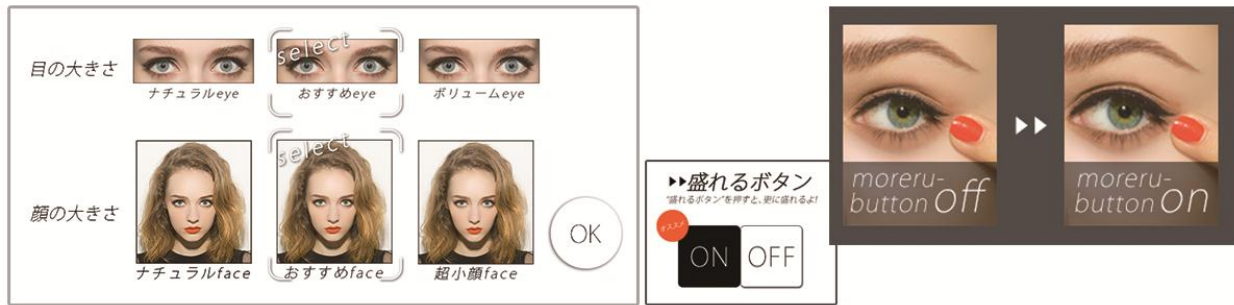 目の大きさ
select
ナチュラルeye
おすすめeye
ボリュームeye
顔の大きさ
select
ナチュラルface
おすすめface
超小顔face
OK
▶▶盛れるボタン
"盛れるボタン"を押すと、更に盛れるよ!
オススメ
ON
OFF
moreru-
button off
moreru-
button on